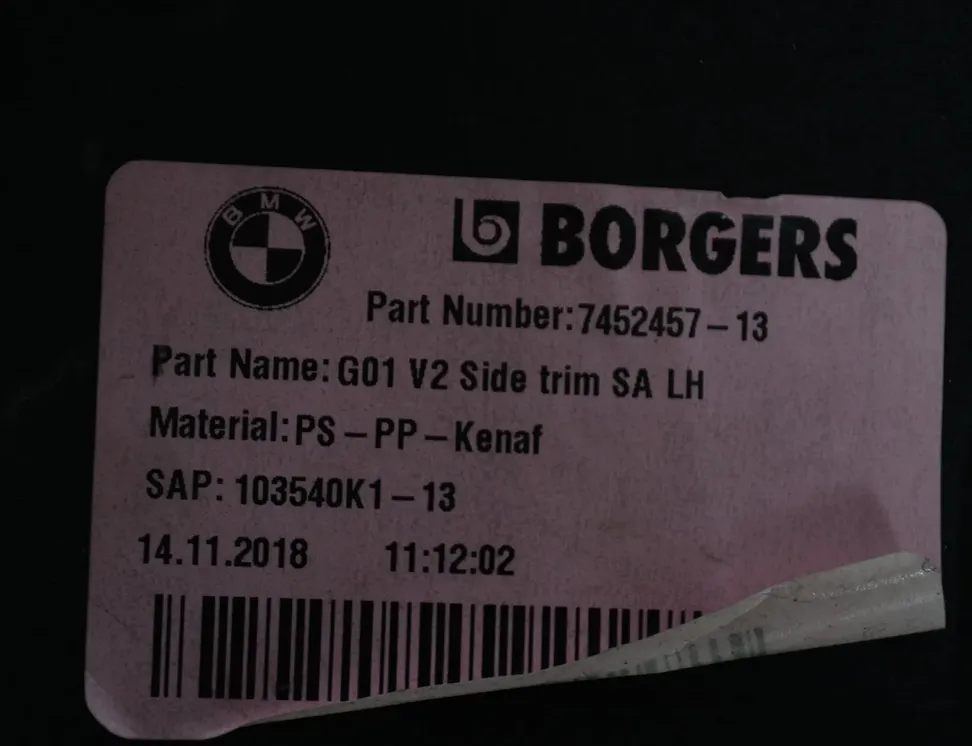 BMW
BORGERS
Part Number:7452457-13
Part Name:G01 V2 Side trim SA LH
Material:PS-PP-Kenaf
SAP: 103540K1-13
14.11.2018 11:12:02